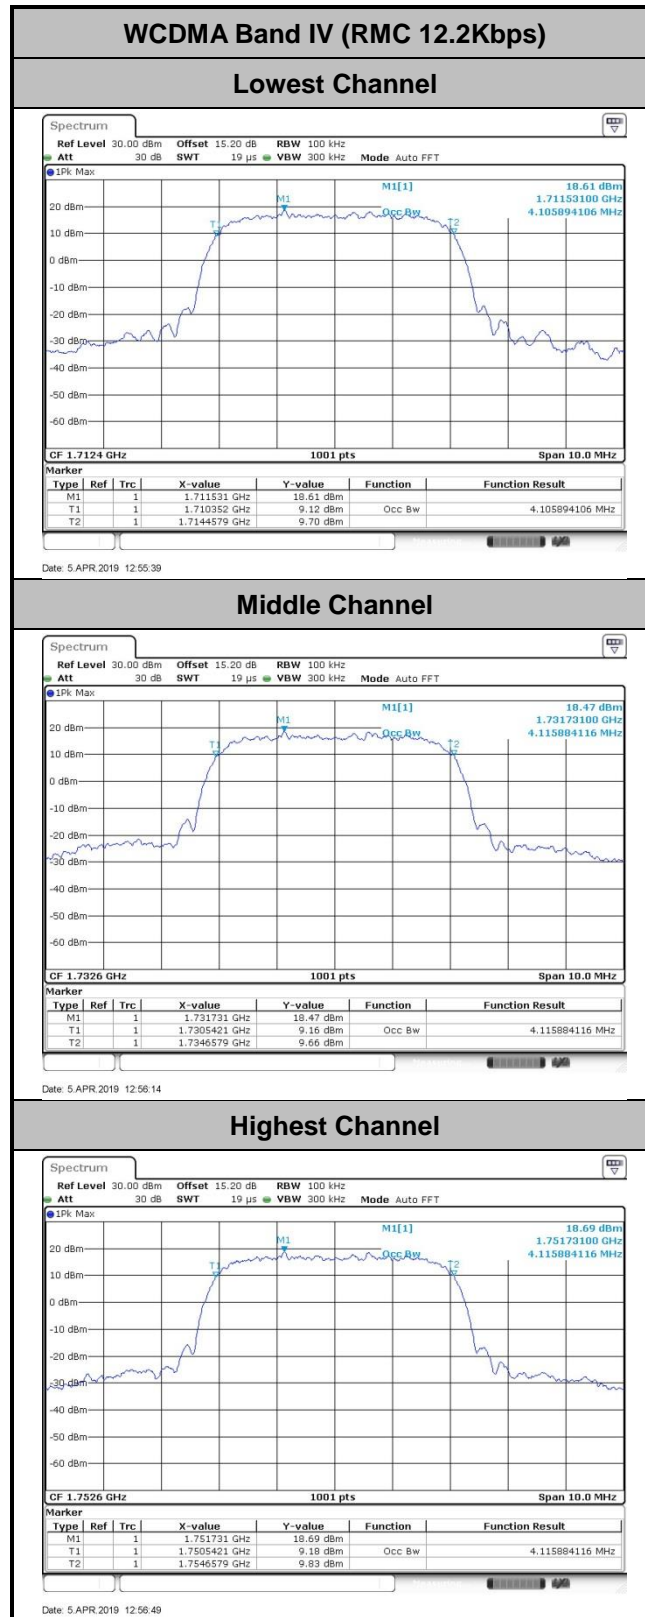 WCDMA Band IV (RMC 12.2Kbps)
Lowest Channel
Spectrum
Ref Level 30.00 dBm Offset 15.20 dB RBW 100 kHz
Att 30 dB SWT 19 µs VBW 300 kHz Mode Auto FFT
1Pk Max
M1[1] 18.61 dBm
1.71153100 GHz
Occ Bw 4.105894106 MHz
M1
T1
T2
20 dBm
10 dBm
0 dBm
-10 dBm
-20 dBm
-30 dBm
-40 dBm
-50 dBm
-60 dBm
CF 1.7124 GHz 1001 pts Span 10.0 MHz
Marker
Type Ref Trc X-value Y-value Function Function Result
M1 1 1.711531 GHz 18.61 dBm
T1 1 1.710352 GHz 9.12 dBm Occ Bw 4.105894106 MHz
T2 1 1.7144579 GHz 9.70 dBm
Date: 5.APR.2019 12:55:39
Middle Channel
Spectrum
Ref Level 30.00 dBm Offset 15.20 dB RBW 100 kHz
Att 30 dB SWT 19 µs VBW 300 kHz Mode Auto FFT
1Pk Max
M1[1] 18.47 dBm
1.73173100 GHz
Occ Bw 4.115884116 MHz
M1
T1
T2
20 dBm
10 dBm
0 dBm
-10 dBm
-20 dBm
-30 dBm
-40 dBm
-50 dBm
-60 dBm
CF 1.7326 GHz 1001 pts Span 10.0 MHz
Marker
Type Ref Trc X-value Y-value Function Function Result
M1 1 1.731731 GHz 18.47 dBm
T1 1 1.7305421 GHz 9.16 dBm Occ Bw 4.115884116 MHz
T2 1 1.7346579 GHz 9.66 dBm
Date: 5.APR.2019 12:56:14
Highest Channel
Spectrum
Ref Level 30.00 dBm Offset 15.20 dB RBW 100 kHz
Att 30 dB SWT 19 µs VBW 300 kHz Mode Auto FFT
1Pk Max
M1[1] 18.69 dBm
1.75173100 GHz
Occ Bw 4.115884116 MHz
M1
T1
T2
20 dBm
10 dBm
0 dBm
-10 dBm
-20 dBm
-30 dBm
-40 dBm
-50 dBm
-60 dBm
CF 1.7526 GHz 1001 pts Span 10.0 MHz
Marker
Type Ref Trc X-value Y-value Function Function Result
M1 1 1.751731 GHz 18.69 dBm
T1 1 1.7505421 GHz 9.18 dBm Occ Bw 4.115884116 MHz
T2 1 1.7546579 GHz 9.83 dBm
Date: 5.APR.2019 12:56:49